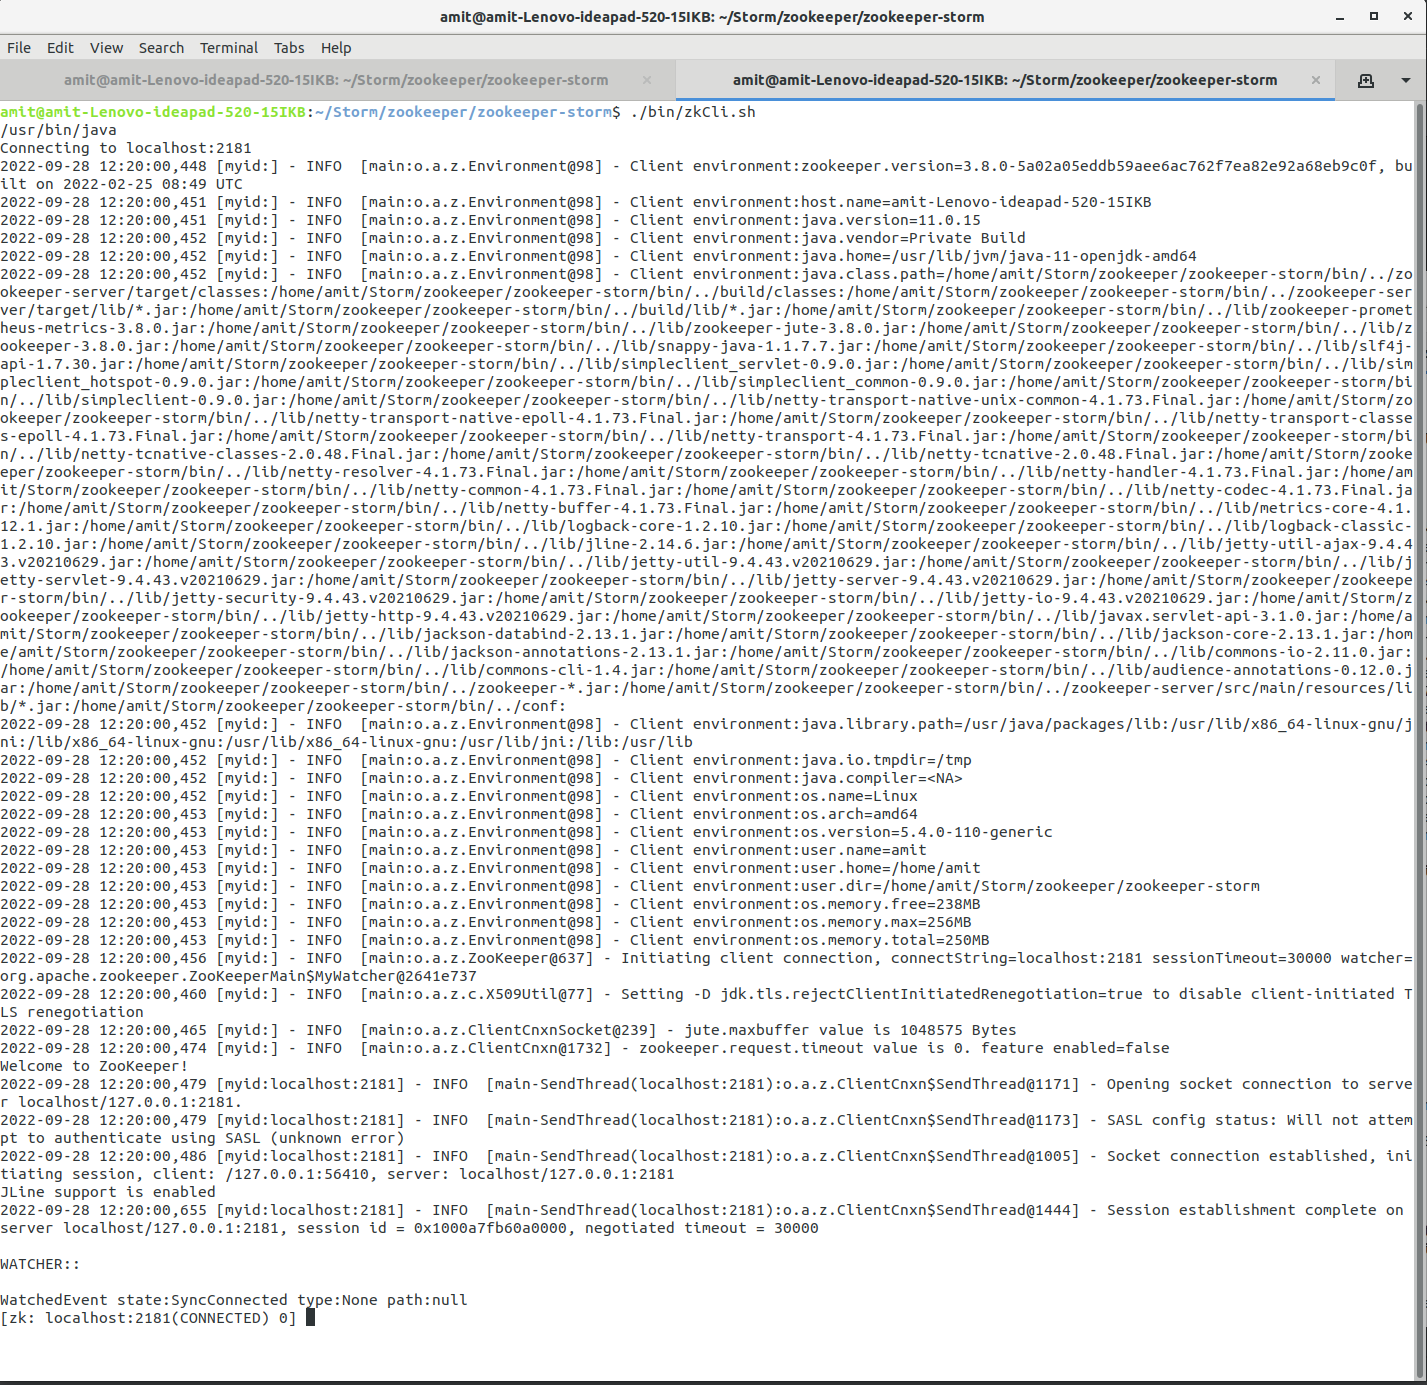 amit@amit-Lenovo-ideapad-520-15IKB: ~/Storm/zookeeper/zookeeper-storm
File Edit View Search Terminal Tabs Help
amit@amit-Lenovo-ideapad-520-15IKB: ~/Storm/zookeeper/zookeeper-storm
amit@amit-Lenovo-ideapad-520-15IKB: ~/Storm/zookeeper/zookeeper-storm
amit@amit-Lenovo-ideapad-520-15IKB:~/Storm/zookeeper/zookeeper-storm$ ./bin/zkCli.sh
/usr/bin/java
Connecting to localhost:2181
2022-09-28 12:20:00,448 [myid:] - INFO  [main:o.a.z.Environment@98] - Client environment:zookeeper.version=3.8.0-5a02a05eddb59aee6ac762f7ea82e92a68eb9c0f, bu
ilt on 2022-02-25 08:49 UTC
2022-09-28 12:20:00,451 [myid:] - INFO  [main:o.a.z.Environment@98] - Client environment:host.name=amit-Lenovo-ideapad-520-15IKB
2022-09-28 12:20:00,451 [myid:] - INFO  [main:o.a.z.Environment@98] - Client environment:java.version=11.0.15
2022-09-28 12:20:00,452 [myid:] - INFO  [main:o.a.z.Environment@98] - Client environment:java.vendor=Private Build
2022-09-28 12:20:00,452 [myid:] - INFO  [main:o.a.z.Environment@98] - Client environment:java.home=/usr/lib/jvm/java-11-openjdk-amd64
2022-09-28 12:20:00,452 [myid:] - INFO  [main:o.a.z.Environment@98] - Client environment:java.class.path=/home/amit/Storm/zookeeper/zookeeper-storm/bin/../zo
okeeper-server/target/classes:/home/amit/Storm/zookeeper/zookeeper-storm/bin/../build/classes:/home/amit/Storm/zookeeper/zookeeper-storm/bin/../zookeeper-ser
ver/target/lib/*.jar:/home/amit/Storm/zookeeper/zookeeper-storm/bin/../build/lib/*.jar:/home/amit/Storm/zookeeper/zookeeper-storm/bin/../lib/zookeeper-promet
heus-metrics-3.8.0.jar:/home/amit/Storm/zookeeper/zookeeper-storm/bin/../lib/zookeeper-jute-3.8.0.jar:/home/amit/Storm/zookeeper/zookeeper-storm/bin/../lib/z
ookeeper-3.8.0.jar:/home/amit/Storm/zookeeper/zookeeper-storm/bin/../lib/snappy-java-1.1.7.7.jar:/home/amit/Storm/zookeeper/zookeeper-storm/bin/../lib/slf4j-
api-1.7.30.jar:/home/amit/Storm/zookeeper/zookeeper-storm/bin/../lib/simpleclient_servlet-0.9.0.jar:/home/amit/Storm/zookeeper/zookeeper-storm/bin/../lib/sim
pleclient_hotspot-0.9.0.jar:/home/amit/Storm/zookeeper/zookeeper-storm/bin/../lib/simpleclient_common-0.9.0.jar:/home/amit/Storm/zookeeper/zookeeper-storm/bi
n/../lib/simpleclient-0.9.0.jar:/home/amit/Storm/zookeeper/zookeeper-storm/bin/../lib/netty-transport-native-unix-common-4.1.73.Final.jar:/home/amit/Storm/zo
okeeper/zookeeper-storm/bin/../lib/netty-transport-native-epoll-4.1.73.Final.jar:/home/amit/Storm/zookeeper/zookeeper-storm/bin/../lib/netty-transport-classe
s-epoll-4.1.73.Final.jar:/home/amit/Storm/zookeeper/zookeeper-storm/bin/../lib/netty-transport-4.1.73.Final.jar:/home/amit/Storm/zookeeper/zookeeper-storm/bi
n/../lib/netty-tcnative-classes-2.0.48.Final.jar:/home/amit/Storm/zookeeper/zookeeper-storm/bin/../lib/netty-tcnative-2.0.48.Final.jar:/home/amit/Storm/zooke
eper/zookeeper-storm/bin/../lib/netty-resolver-4.1.73.Final.jar:/home/amit/Storm/zookeeper/zookeeper-storm/bin/../lib/netty-handler-4.1.73.Final.jar:/home/am
it/Storm/zookeeper/zookeeper-storm/bin/../lib/netty-common-4.1.73.Final.jar:/home/amit/Storm/zookeeper/zookeeper-storm/bin/../lib/netty-codec-4.1.73.Final.ja
r:/home/amit/Storm/zookeeper/zookeeper-storm/bin/../lib/netty-buffer-4.1.73.Final.jar:/home/amit/Storm/zookeeper/zookeeper-storm/bin/../lib/metrics-core-4.1.
12.1.jar:/home/amit/Storm/zookeeper/zookeeper-storm/bin/../lib/logback-core-1.2.10.jar:/home/amit/Storm/zookeeper/zookeeper-storm/bin/../lib/logback-classic-
1.2.10.jar:/home/amit/Storm/zookeeper/zookeeper-storm/bin/../lib/jline-2.14.6.jar:/home/amit/Storm/zookeeper/zookeeper-storm/bin/../lib/jetty-util-ajax-9.4.4
3.v20210629.jar:/home/amit/Storm/zookeeper/zookeeper-storm/bin/../lib/jetty-util-9.4.43.v20210629.jar:/home/amit/Storm/zookeeper/zookeeper-storm/bin/../lib/j
etty-servlet-9.4.43.v20210629.jar:/home/amit/Storm/zookeeper/zookeeper-storm/bin/../lib/jetty-server-9.4.43.v20210629.jar:/home/amit/Storm/zookeeper/zookeepe
r-storm/bin/../lib/jetty-security-9.4.43.v20210629.jar:/home/amit/Storm/zookeeper/zookeeper-storm/bin/../lib/jetty-io-9.4.43.v20210629.jar:/home/amit/Storm/z
ookeeper/zookeeper-storm/bin/../lib/jetty-http-9.4.43.v20210629.jar:/home/amit/Storm/zookeeper/zookeeper-storm/bin/../lib/javax.servlet-api-3.1.0.jar:/home/a
mit/Storm/zookeeper/zookeeper-storm/bin/../lib/jackson-databind-2.13.1.jar:/home/amit/Storm/zookeeper/zookeeper-storm/bin/../lib/jackson-core-2.13.1.jar:/hom
e/amit/Storm/zookeeper/zookeeper-storm/bin/../lib/jackson-annotations-2.13.1.jar:/home/amit/Storm/zookeeper/zookeeper-storm/bin/../lib/commons-io-2.11.0.jar:
/home/amit/Storm/zookeeper/zookeeper-storm/bin/../lib/commons-cli-1.4.jar:/home/amit/Storm/zookeeper/zookeeper-storm/bin/../lib/audience-annotations-0.12.0.j
ar:/home/amit/Storm/zookeeper/zookeeper-storm/bin/../zookeeper-*.jar:/home/amit/Storm/zookeeper/zookeeper-storm/bin/../zookeeper-server/src/main/resources/li
b/*.jar:/home/amit/Storm/zookeeper/zookeeper-storm/bin/../conf:
2022-09-28 12:20:00,452 [myid:] - INFO  [main:o.a.z.Environment@98] - Client environment:java.library.path=/usr/java/packages/lib:/usr/lib/x86_64-linux-gnu/j
ni:/lib/x86_64-linux-gnu:/usr/lib/x86_64-linux-gnu:/usr/lib/jni:/lib:/usr/lib
2022-09-28 12:20:00,452 [myid:] - INFO  [main:o.a.z.Environment@98] - Client environment:java.io.tmpdir=/tmp
2022-09-28 12:20:00,452 [myid:] - INFO  [main:o.a.z.Environment@98] - Client environment:java.compiler=<NA>
2022-09-28 12:20:00,452 [myid:] - INFO  [main:o.a.z.Environment@98] - Client environment:os.name=Linux
2022-09-28 12:20:00,453 [myid:] - INFO  [main:o.a.z.Environment@98] - Client environment:os.arch=amd64
2022-09-28 12:20:00,453 [myid:] - INFO  [main:o.a.z.Environment@98] - Client environment:os.version=5.4.0-110-generic
2022-09-28 12:20:00,453 [myid:] - INFO  [main:o.a.z.Environment@98] - Client environment:user.name=amit
2022-09-28 12:20:00,453 [myid:] - INFO  [main:o.a.z.Environment@98] - Client environment:user.home=/home/amit
2022-09-28 12:20:00,453 [myid:] - INFO  [main:o.a.z.Environment@98] - Client environment:user.dir=/home/amit/Storm/zookeeper/zookeeper-storm
2022-09-28 12:20:00,453 [myid:] - INFO  [main:o.a.z.Environment@98] - Client environment:os.memory.free=238MB
2022-09-28 12:20:00,453 [myid:] - INFO  [main:o.a.z.Environment@98] - Client environment:os.memory.max=256MB
2022-09-28 12:20:00,453 [myid:] - INFO  [main:o.a.z.Environment@98] - Client environment:os.memory.total=250MB
2022-09-28 12:20:00,456 [myid:] - INFO  [main:o.a.z.ZooKeeper@637] - Initiating client connection, connectString=localhost:2181 sessionTimeout=30000 watcher=
org.apache.zookeeper.ZooKeeperMain$MyWatcher@2641e737
2022-09-28 12:20:00,460 [myid:] - INFO  [main:o.a.z.c.X509Util@77] - Setting -D jdk.tls.rejectClientInitiatedRenegotiation=true to disable client-initiated T
LS renegotiation
2022-09-28 12:20:00,465 [myid:] - INFO  [main:o.a.z.ClientCnxnSocket@239] - jute.maxbuffer value is 1048575 Bytes
2022-09-28 12:20:00,474 [myid:] - INFO  [main:o.a.z.ClientCnxn@1732] - zookeeper.request.timeout value is 0. feature enabled=false
Welcome to ZooKeeper!
2022-09-28 12:20:00,479 [myid:localhost:2181] - INFO  [main-SendThread(localhost:2181):o.a.z.ClientCnxn$SendThread@1171] - Opening socket connection to serve
r localhost/127.0.0.1:2181.
2022-09-28 12:20:00,479 [myid:localhost:2181] - INFO  [main-SendThread(localhost:2181):o.a.z.ClientCnxn$SendThread@1173] - SASL config status: Will not attem
pt to authenticate using SASL (unknown error)
2022-09-28 12:20:00,486 [myid:localhost:2181] - INFO  [main-SendThread(localhost:2181):o.a.z.ClientCnxn$SendThread@1005] - Socket connection established, ini
tiating session, client: /127.0.0.1:56410, server: localhost/127.0.0.1:2181
JLine support is enabled
2022-09-28 12:20:00,655 [myid:localhost:2181] - INFO  [main-SendThread(localhost:2181):o.a.z.ClientCnxn$SendThread@1444] - Session establishment complete on
server localhost/127.0.0.1:2181, session id = 0x1000a7fb60a0000, negotiated timeout = 30000
WATCHER::
WatchedEvent state:SyncConnected type:None path:null
[zk: localhost:2181(CONNECTED) 0]